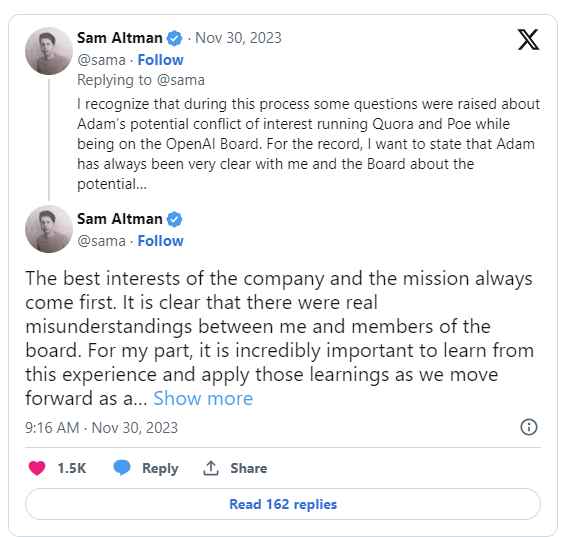 Sam Altman · Nov 30, 2023
@sama · Follow
Replying to @sama
I recognize that during this process some questions were raised about
Adam’s potential conflict of interest running Quora and Poe while
being on the OpenAI Board. For the record, I want to state that Adam
has always been very clear with me and the Board about the
potential…
Sam Altman
@sama · Follow
The best interests of the company and the mission always
come first. It is clear that there were real
misunderstandings between me and members of the
board. For my part, it is incredibly important to learn from
this experience and apply those learnings as we move
forward as a… Show more
9:16 AM · Nov 30, 2023
1.5K Reply Share
Read 162 replies